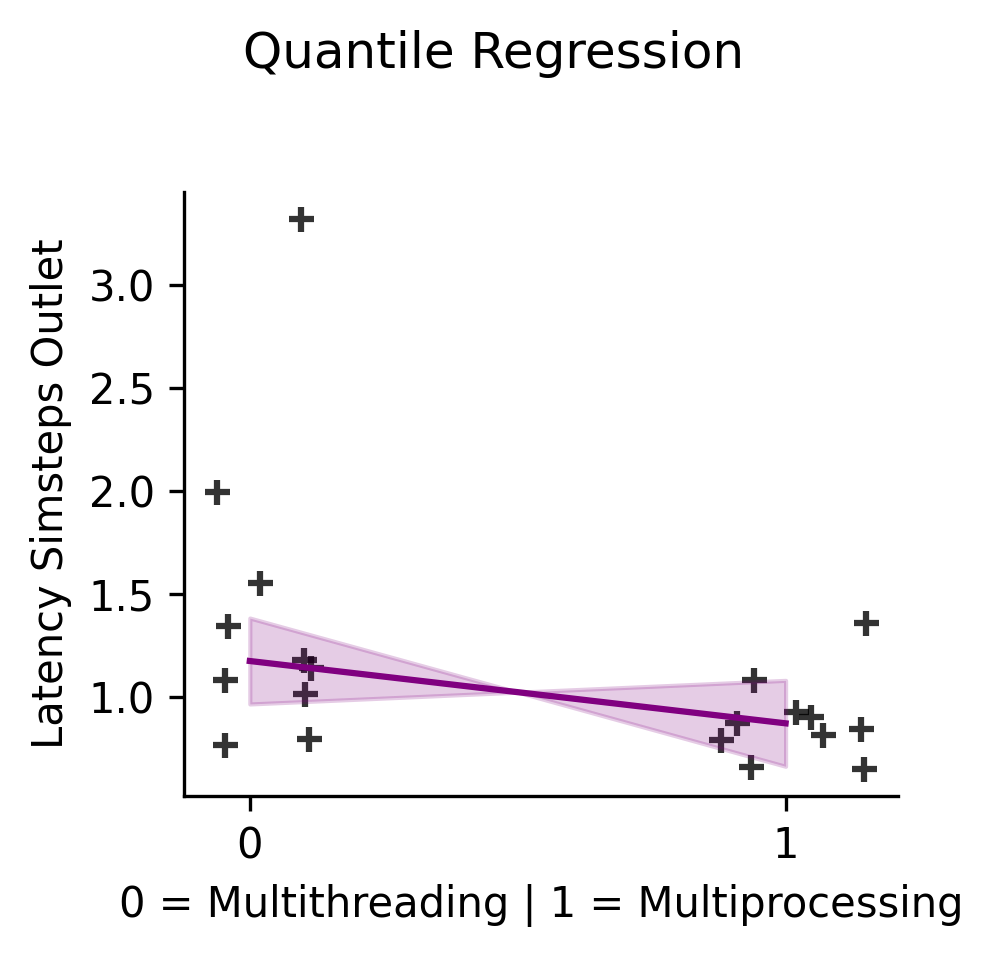 Quantile Regression
Latency Simsteps Outlet
3.0
2.5
2.0
1.5
1.0
0 1
0 = Multithreading | 1 = Multiprocessing